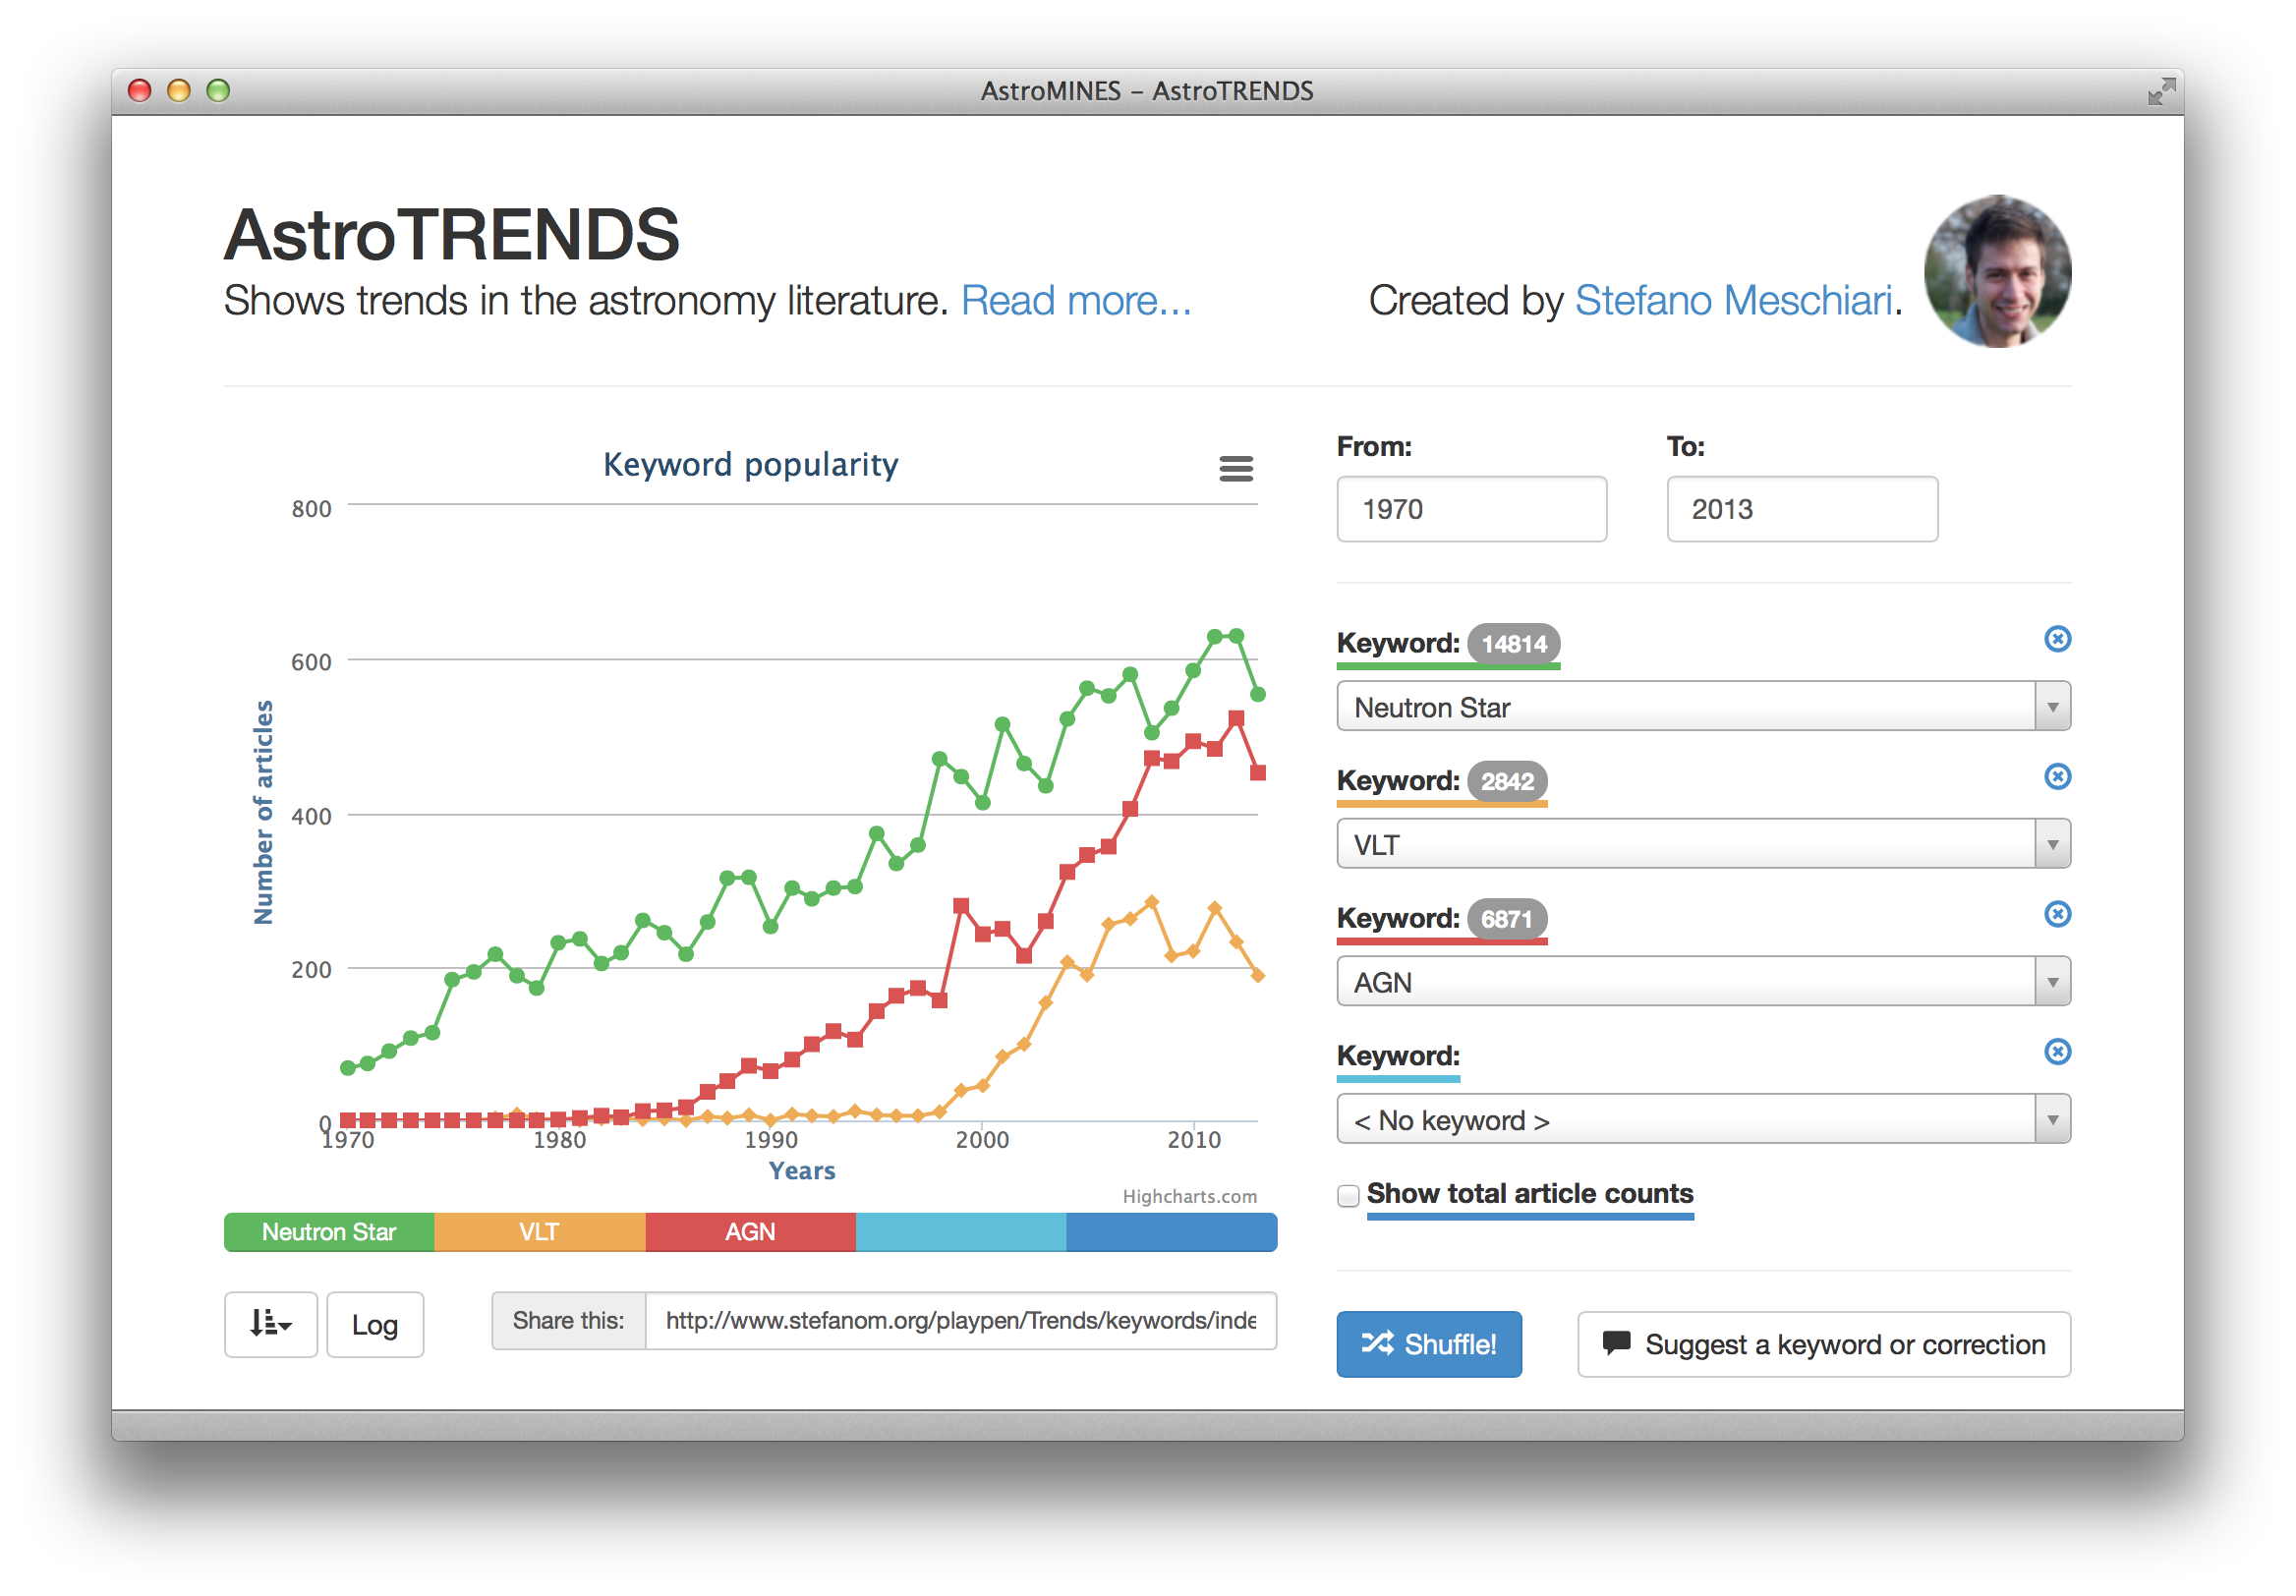 AstroMINES – AstroTRENDS
AstroTRENDS
Shows trends in the astronomy literature. Read more...
Created by Stefano Meschiari.
Keyword popularity
800
600
400
200
0
Number of articles
1970
1980
1990
2000
2010
Years
Highcharts.com
Neutron Star
VLT
AGN
Log
Share this:
http://www.stefanom.org/playpen/Trends/keywords/inde
From:
To:
1970
2013
Keyword: 14814
Neutron Star
Keyword: 2842
VLT
Keyword: 6871
AGN
Keyword:
< No keyword >
Show total article counts
Shuffle!
Suggest a keyword or correction